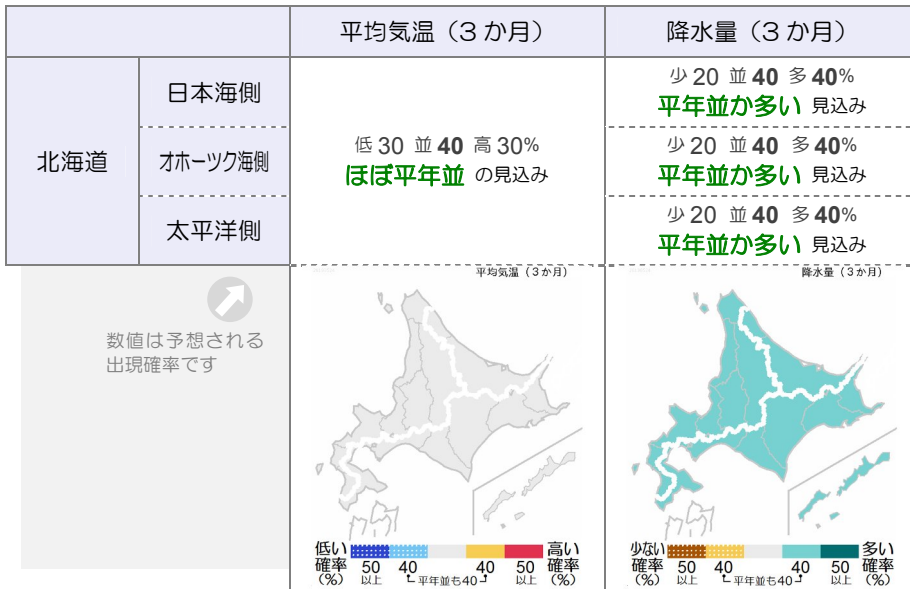 平均気温（３か月）
降水量（３か月）
北海道
日本海側
オホーツク海側
太平洋側
低 30 並 40 高 30%
ほぼ平年並 の見込み
少 20 並 40 多 40%
平年並か多い 見込み
少 20 並 40 多 40%
平年並か多い 見込み
少 20 並 40 多 40%
平年並か多い 見込み
数値は予想される
出現確率です
平均気温（３か月）
低い
確率
(%)
50
以上
40
平年並も40
40
50
以上
高い
確率
(%)
降水量（３か月）
少ない
確率
(%)
50
以上
40
平年並も40
40
50
以上
多い
確率
(%)